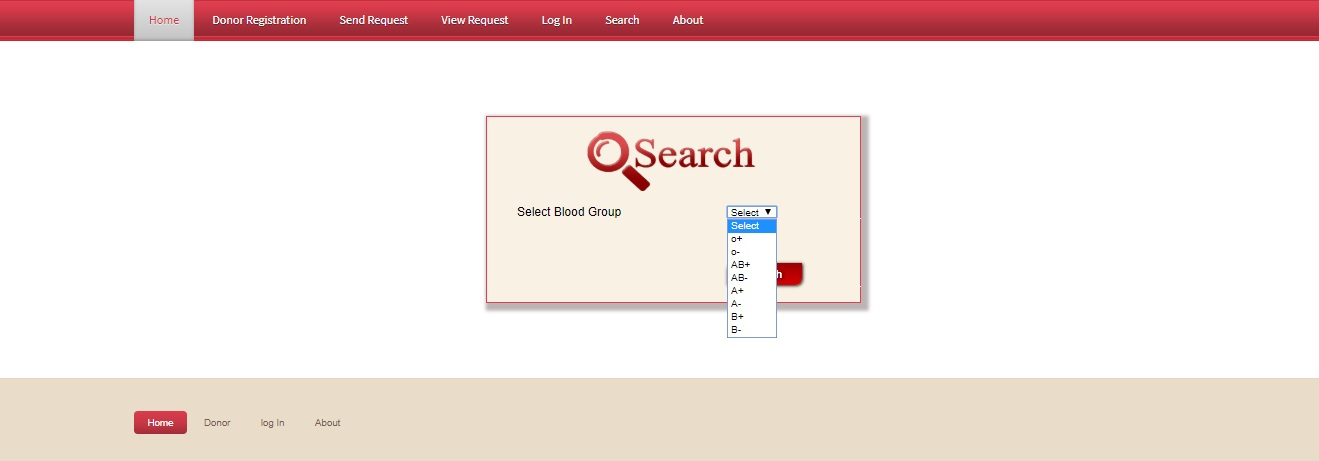 Home Donor Registration Send Request View Request Log In Search About
Search
Select Blood Group Select
Select
o+
o-
AB+
AB-
A+
A-
B+
B-
Home Donor log In About